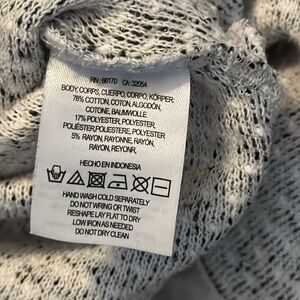 RN: 66170 CA: 32054
BODY, CORPS, CUERPO, CORPO, KÖRPER:
78% COTTON, COTON, ALGODÓN,
COTONE, BAUMWOLLE
17% POLYESTER, POLYESTER
POLIÉSTER, POLIESTERE, POLYESTER
5% RAYON, RAYONNE, RAYÓN,
RAYON, REYONR,
HECHO EN INDONESIA
HAND WASH COLD SEPARATELY
DO NOT WRING OR TWIST
RESHAPE LAY FLAT TO DRY
LOW IRON AS NEEDED
DO NOT DRY CLEAN